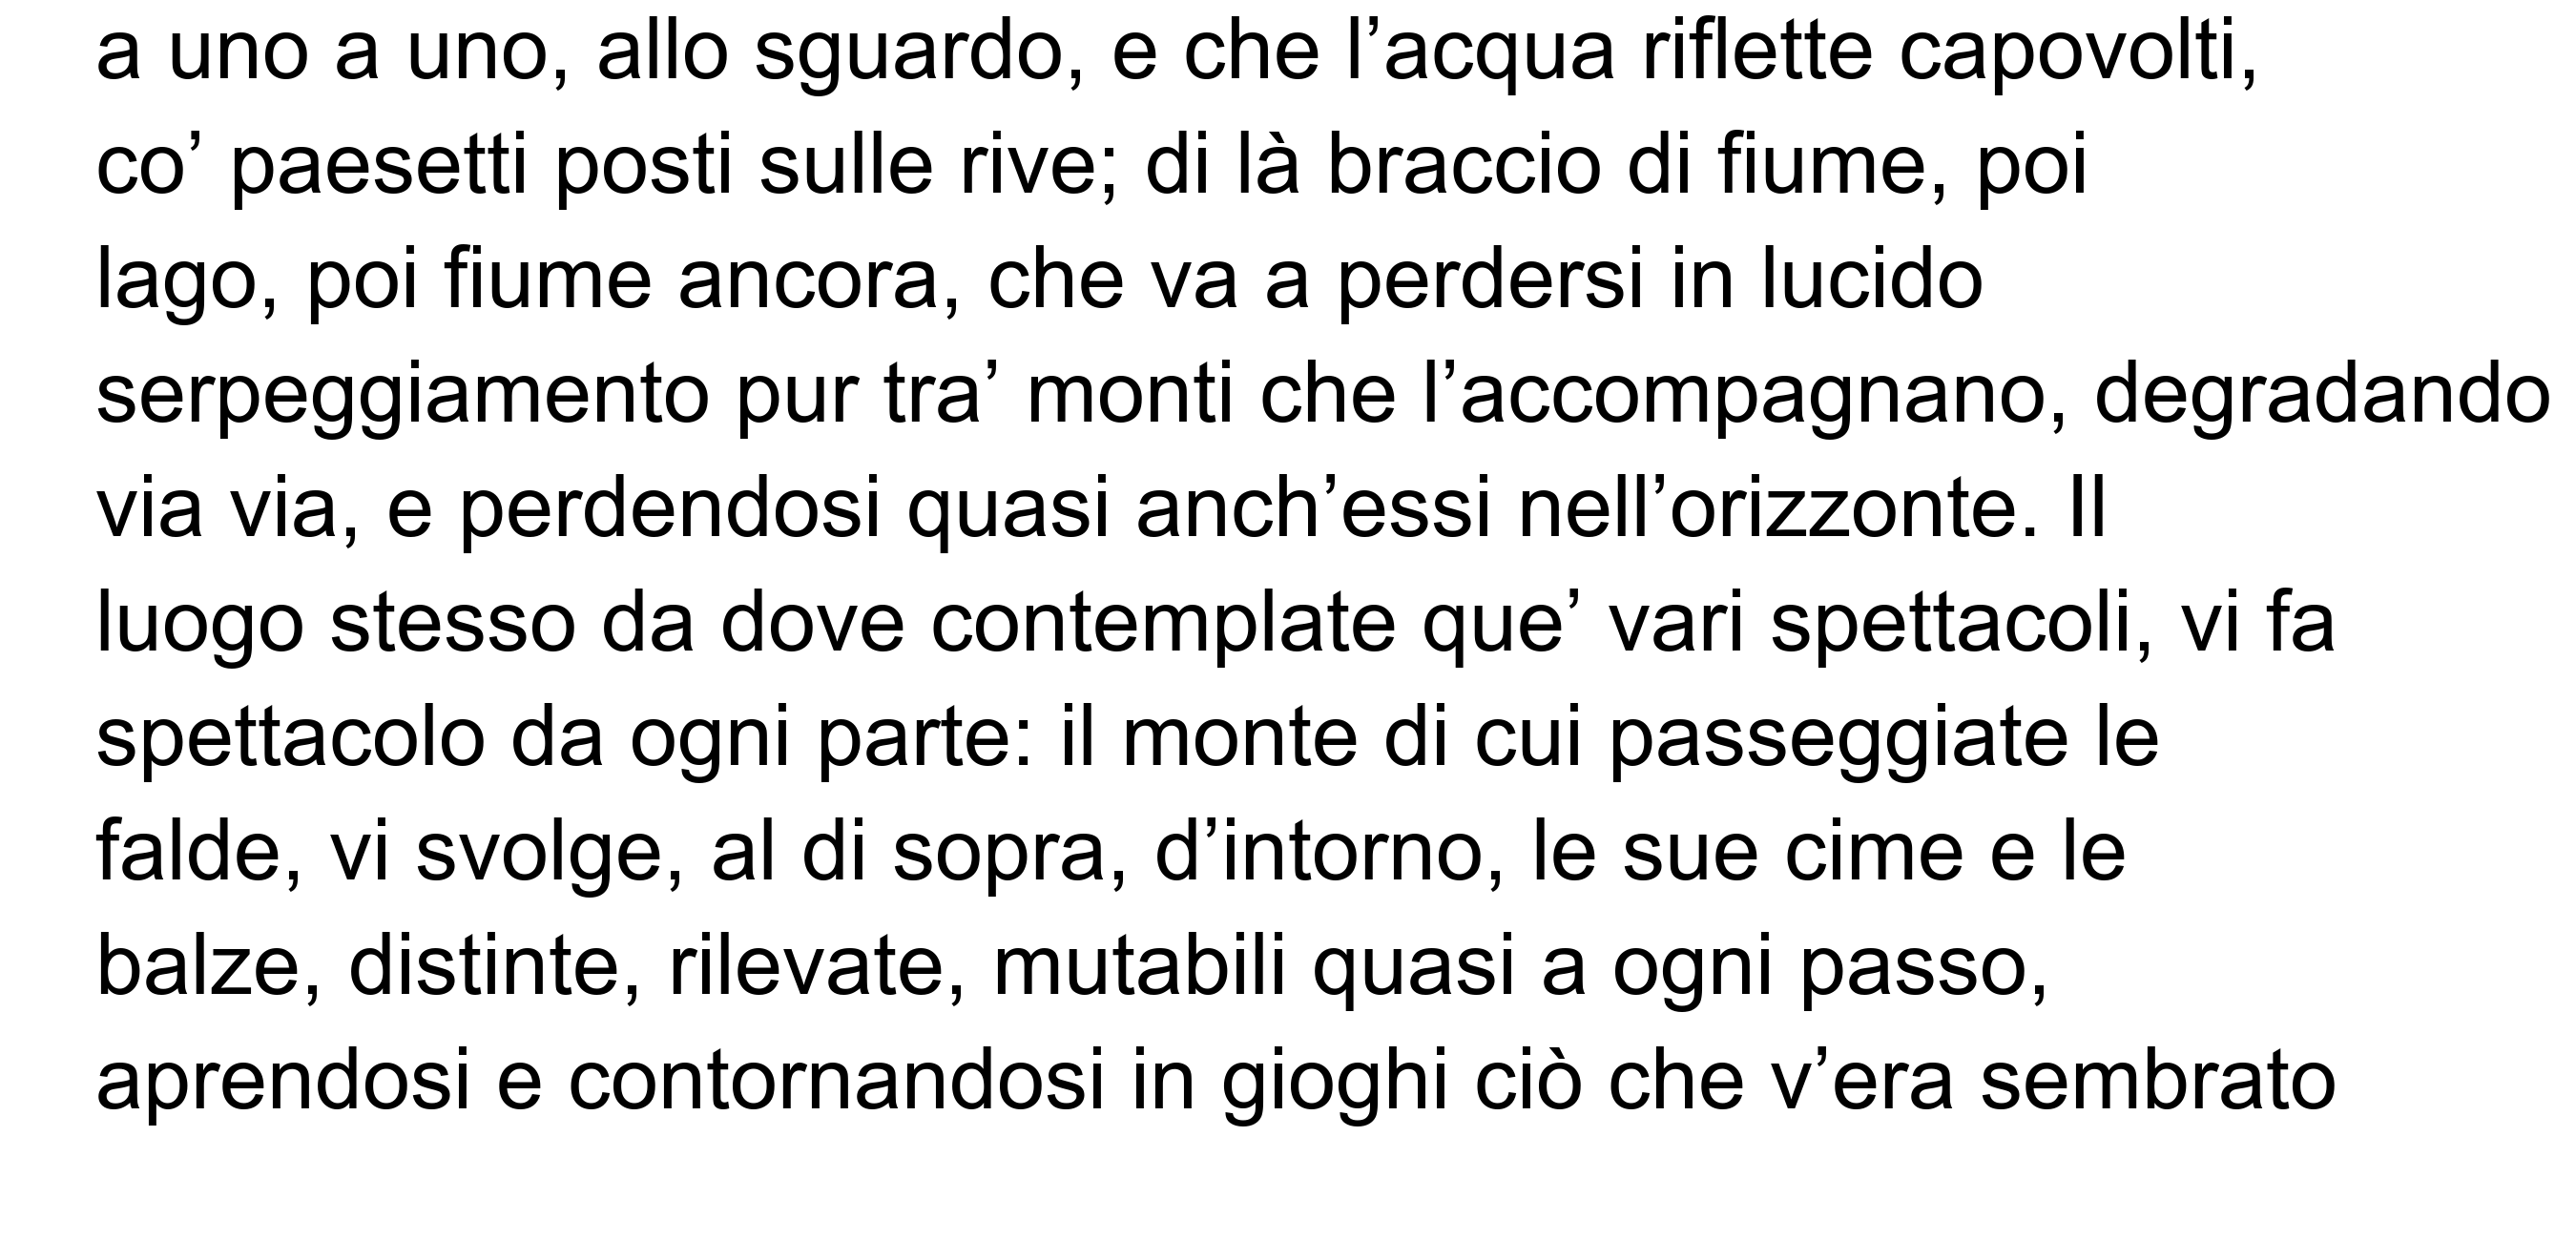 a uno a uno, allo sguardo, e che l’acqua riflette capovolti,
co’ paesetti posti sulle rive; di là braccio di fiume, poi
lago, poi fiume ancora, che va a perdersi in lucido
serpeggiamento pur tra’ monti che l’accompagnano, degradando
via via, e perdendosi quasi anch’essi nell’orizzonte. Il
luogo stesso da dove contemplate que’ vari spettacoli, vi fa
spettacolo da ogni parte: il monte di cui passeggiate le
falde, vi svolge, al di sopra, d’intorno, le sue cime e le
balze, distinte, rilevate, mutabili quasi a ogni passo,
aprendosi e contornandosi in gioghi ciò che v’era sembrato